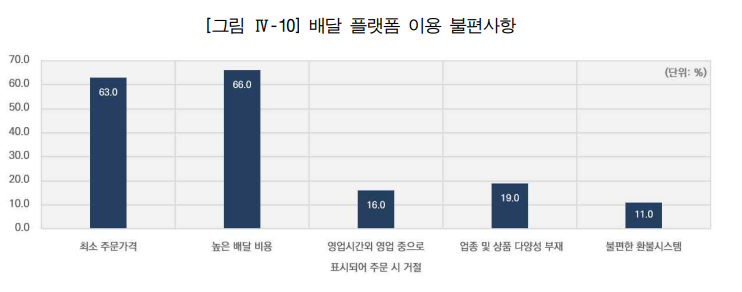 [그림 Ⅳ-10] 배달 플랫폼 이용 불편사항
(단위: %)
70.0
60.0
50.0
40.0
30.0
20.0
10.0
0.0
63.0
66.0
16.0
19.0
11.0
최소 주문가격
높은 배달 비용
영업시간외 영업 중으로
표시되어 주문 시 거절
업종 및 상품 다양성 부재
불편한 환불시스템